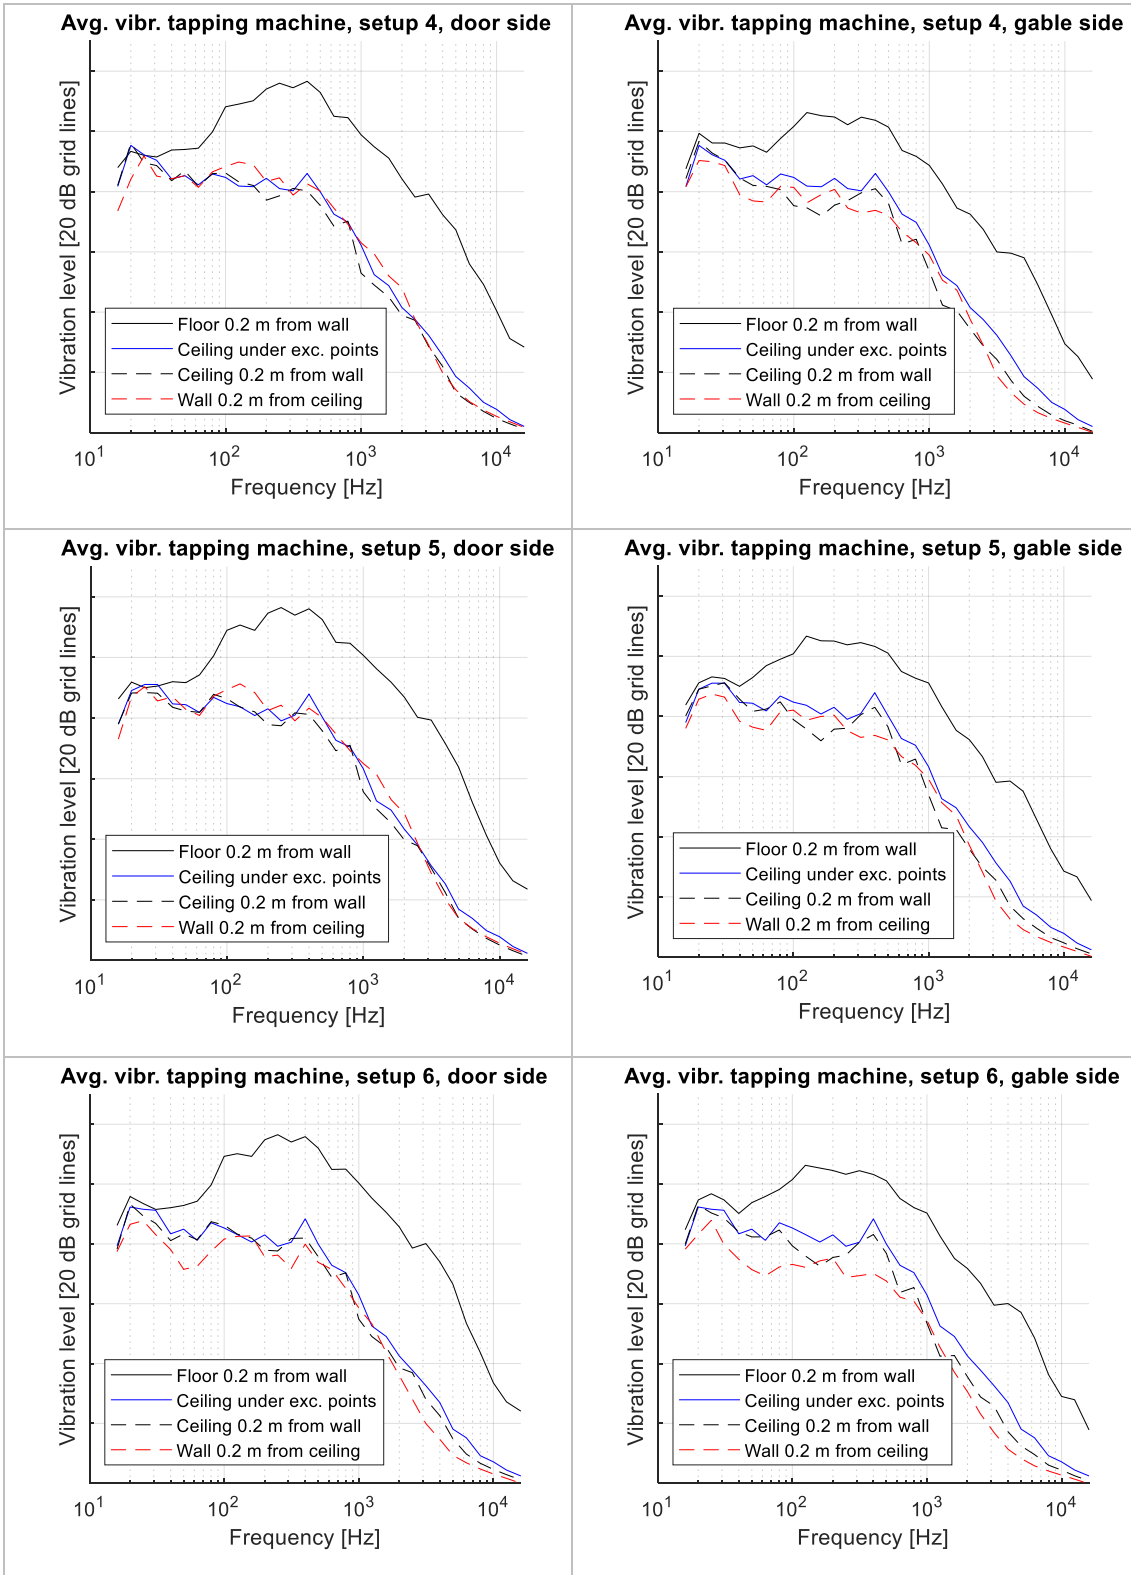 Avg. vibr. tapping machine, setup 4, door side
Vibration level [20 dB grid lines]
Floor 0.2 m from wall
Ceiling under exc. points
Ceiling 0.2 m from wall
Wall 0.2 m from ceiling
10^1 10^2 10^3 10^4
Frequency [Hz]
Avg. vibr. tapping machine, setup 4, gable side
Vibration level [20 dB grid lines]
Floor 0.2 m from wall
Ceiling under exc. points
Ceiling 0.2 m from wall
Wall 0.2 m from ceiling
10^1 10^2 10^3 10^4
Frequency [Hz]
Avg. vibr. tapping machine, setup 5, door side
Vibration level [20 dB grid lines]
Floor 0.2 m from wall
Ceiling under exc. points
Ceiling 0.2 m from wall
Wall 0.2 m from ceiling
10^1 10^2 10^3 10^4
Frequency [Hz]
Avg. vibr. tapping machine, setup 5, gable side
Vibration level [20 dB grid lines]
Floor 0.2 m from wall
Ceiling under exc. points
Ceiling 0.2 m from wall
Wall 0.2 m from ceiling
10^1 10^2 10^3 10^4
Frequency [Hz]
Avg. vibr. tapping machine, setup 6, door side
Vibration level [20 dB grid lines]
Floor 0.2 m from wall
Ceiling under exc. points
Ceiling 0.2 m from wall
Wall 0.2 m from ceiling
10^1 10^2 10^3 10^4
Frequency [Hz]
Avg. vibr. tapping machine, setup 6, gable side
Vibration level [20 dB grid lines]
Floor 0.2 m from wall
Ceiling under exc. points
Ceiling 0.2 m from wall
Wall 0.2 m from ceiling
10^1 10^2 10^3 10^4
Frequency [Hz]